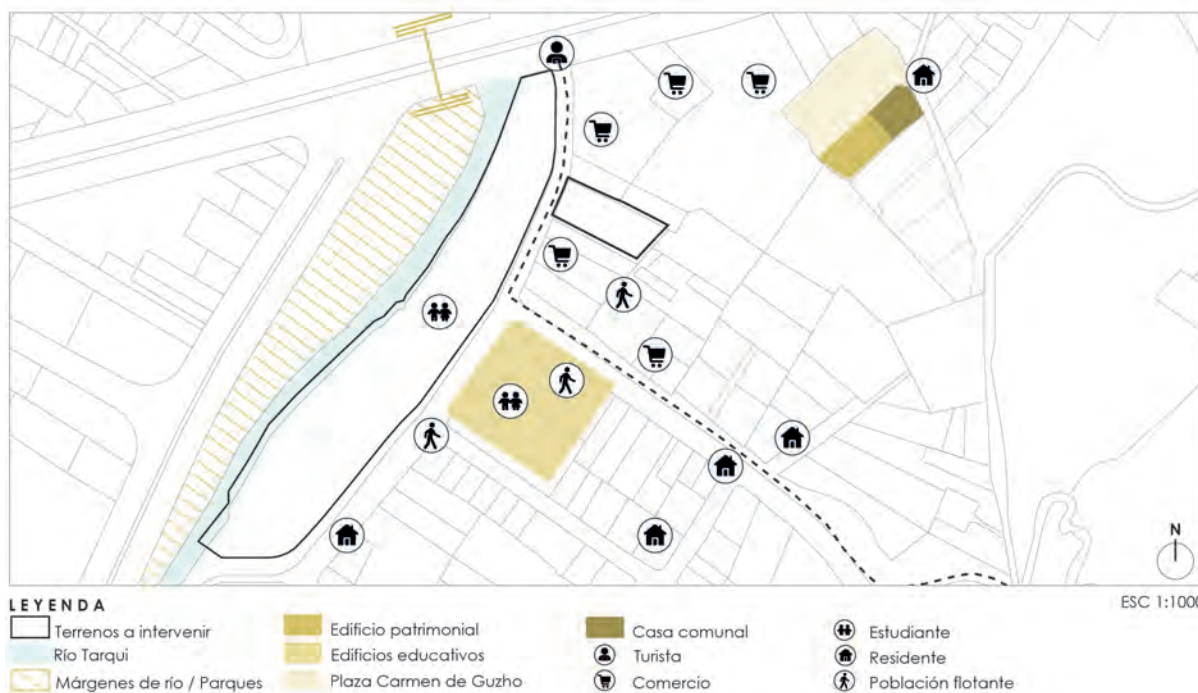 N
LEYENDA
ESC 1:1000
Terrenos a intervenir
Río Tarqui
Márgenes de río / Parques
Edificio patrimonial
Edificios educativos
Plaza Carmen de Guzho
Casa comunal
Turista
Comercio
Estudiante
Residente
Población flotante